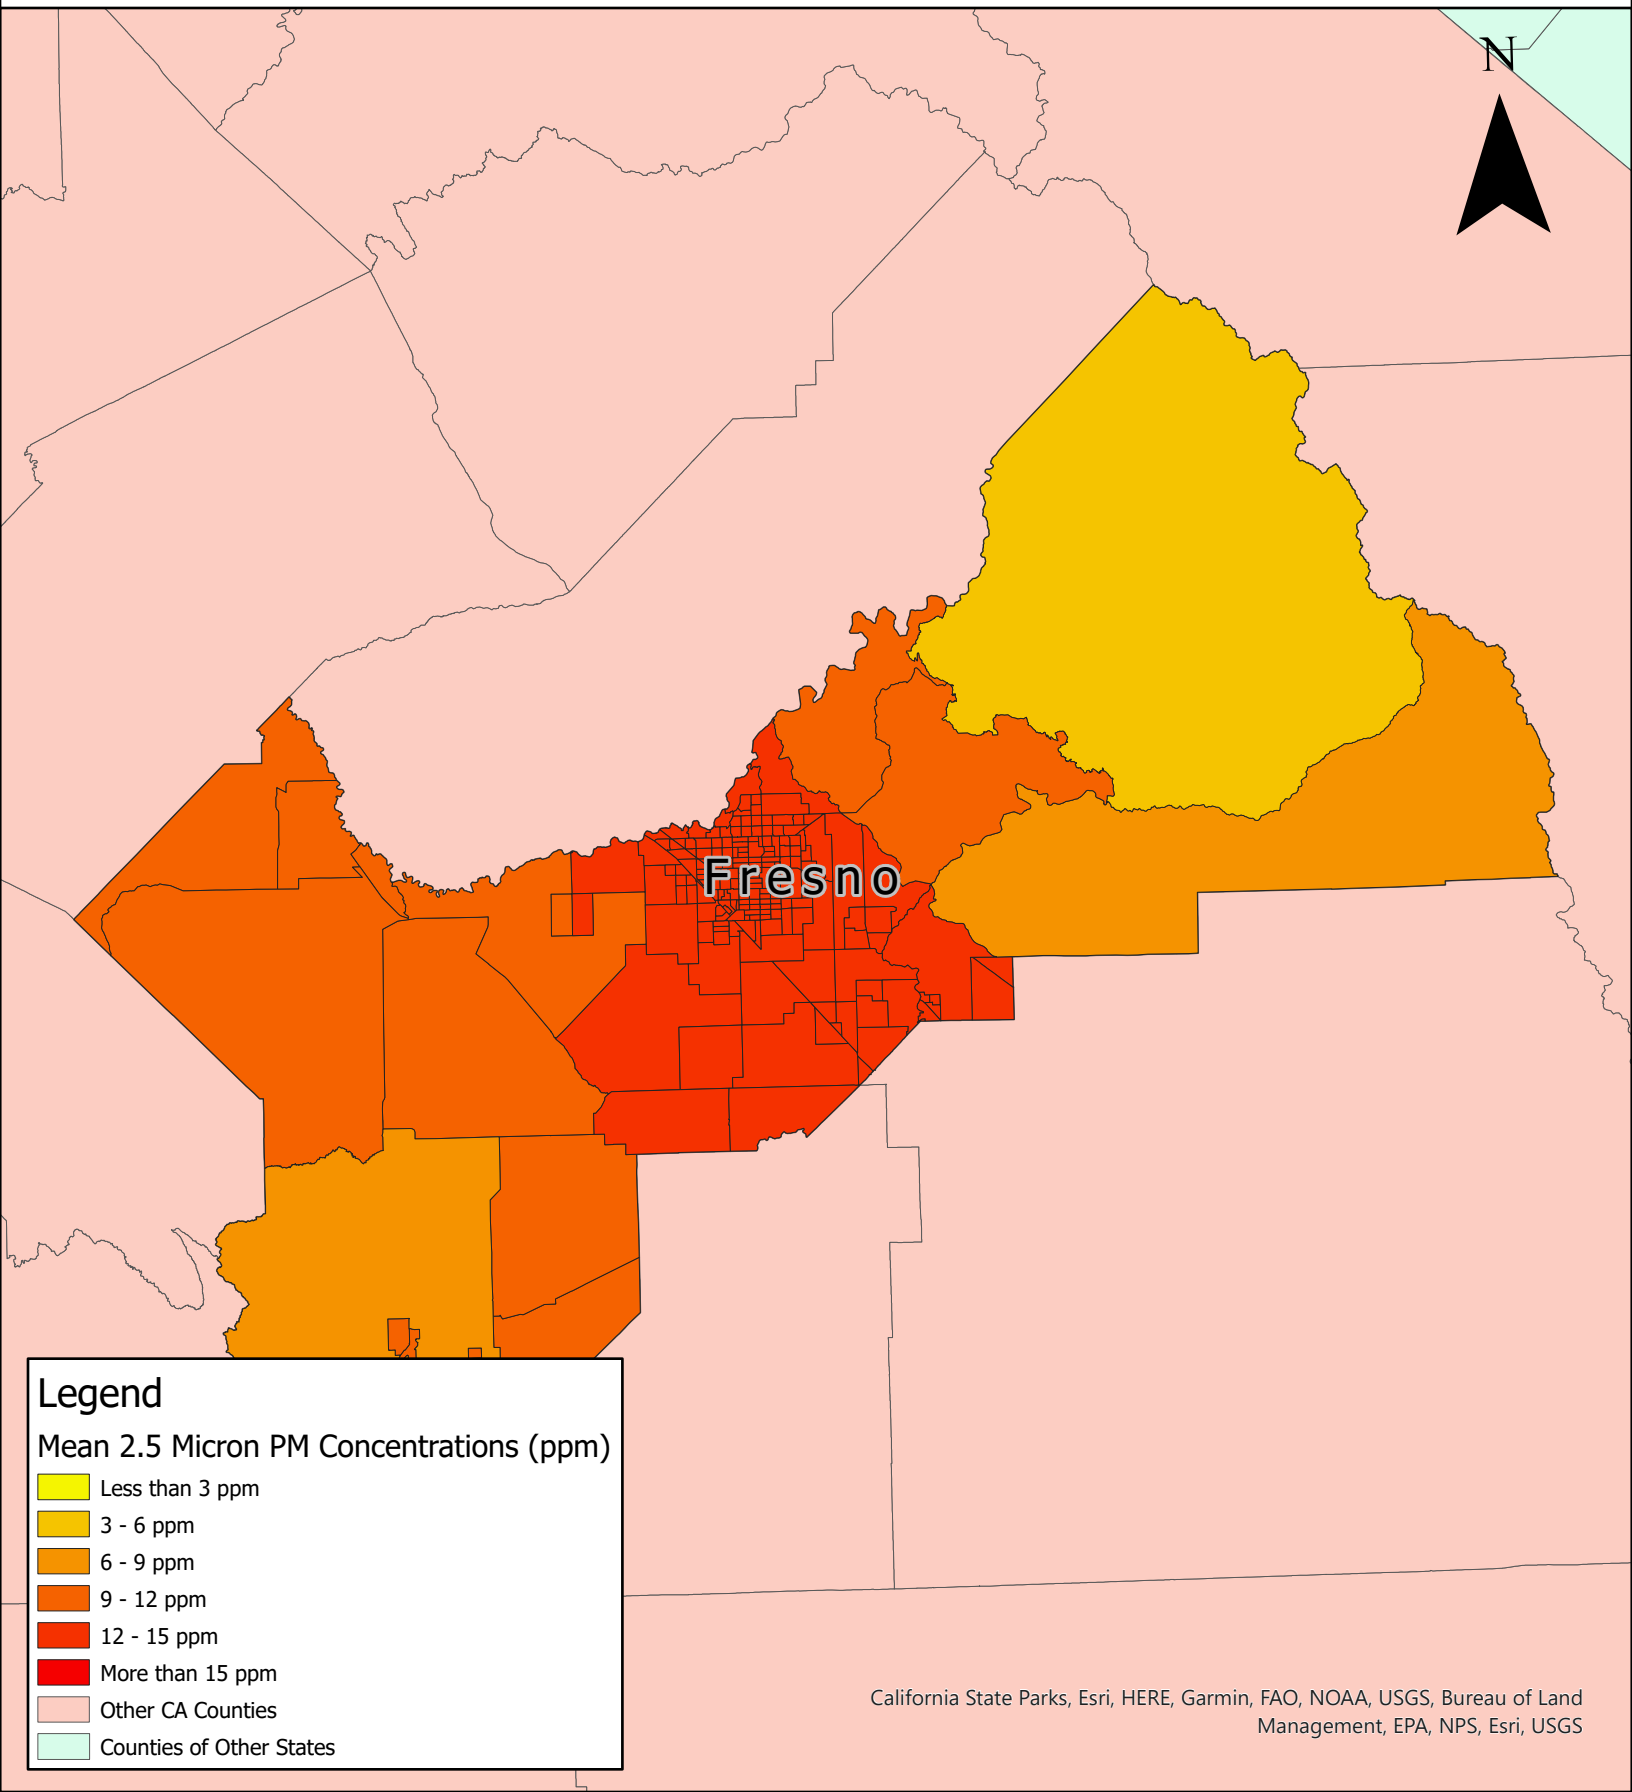 N
Fresno
Legend
Mean 2.5 Micron PM Concentrations (ppm)
Less than 3 ppm
3 - 6 ppm
6 - 9 ppm
9 - 12 ppm
12 - 15 ppm
More than 15 ppm
Other CA Counties
Counties of Other States
California State Parks, Esri, HERE, Garmin, FAO, NOAA, USGS, Bureau of Land
Management, EPA, NPS, Esri, USGS